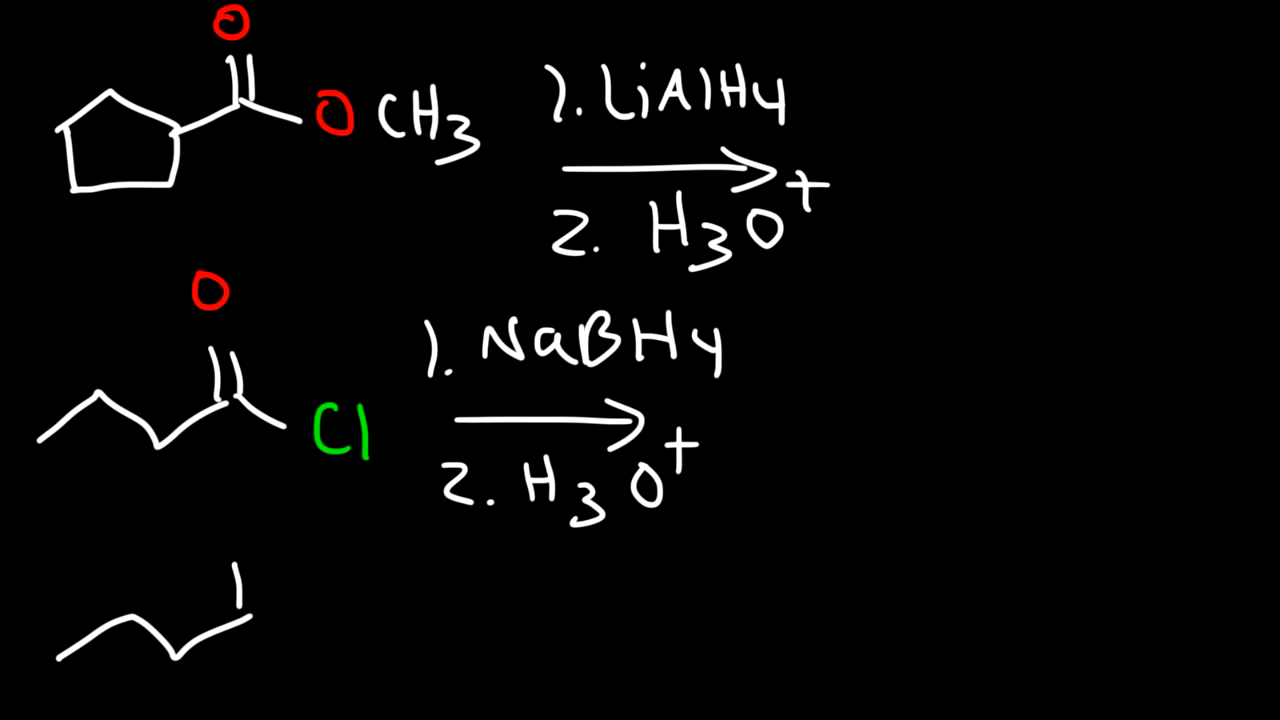 O
O CH3
1. LiAlH4
2. H3O+
O
Cl
1. NaBH4
2. H3O+